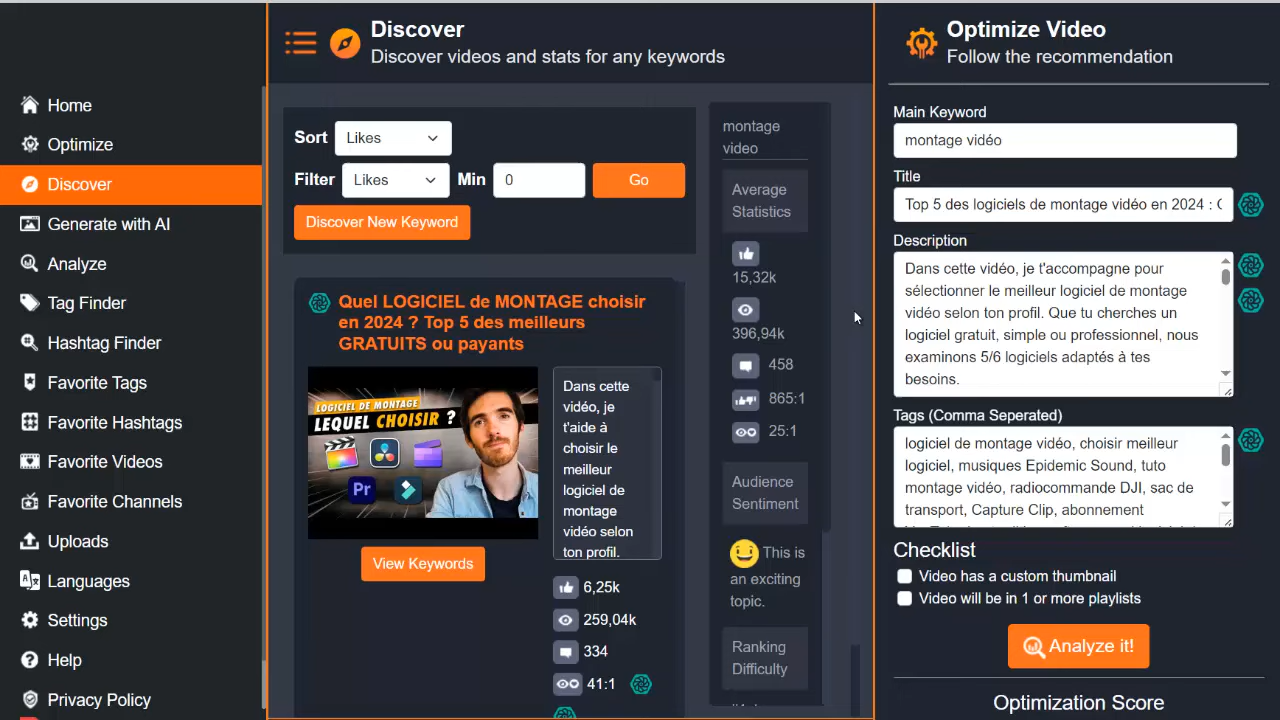 Home
Optimize
Discover
Generate with AI
Analyze
Tag Finder
Hashtag Finder
Favorite Tags
Favorite Hashtags
Favorite Videos
Favorite Channels
Uploads
Languages
Settings
Help
Privacy Policy
Discover
Discover videos and stats for any keywords
Sort
Likes
Filter
Likes
Min
0
Go
Discover New Keyword
Quel LOGICIEL de MONTAGE choisir
en 2024 ? Top 5 des meilleurs
GRATUITS ou payants
LOGICIEL DE MONTAGE
LEQUEL CHOISIR ?
Pr
View Keywords
Dans cette
vidéo, je
t'aide à
choisir le
meilleur
logiciel de
montage
vidéo selon
ton profil.
6,25k
259,04k
334
41:1
montage
video
Average
Statistics
15,32k
396,94k
458
865:1
25:1
Audience
Sentiment
This is
an exciting
topic.
Ranking
Difficulty
Optimize Video
Follow the recommendation
Main Keyword
montage vidéo
Title
Top 5 des logiciels de montage vidéo en 2024 :
Description
Dans cette vidéo, je t'accompagne pour
sélectionner le meilleur logiciel de montage
vidéo selon ton profil. Que tu cherches un
logiciel gratuit, simple ou professionnel, nous
examinons 5/6 logiciels adaptés à tes
besoins.
Tags (Comma Seperated)
logiciel de montage vidéo, choisir meilleur
logiciel, musiques Epidemic Sound, tuto
montage vidéo, radiocommande DJI, sac de
transport, Capture Clip, abonnement
Checklist
Video has a custom thumbnail
Video will be in 1 or more playlists
Analyze it!
Optimization Score